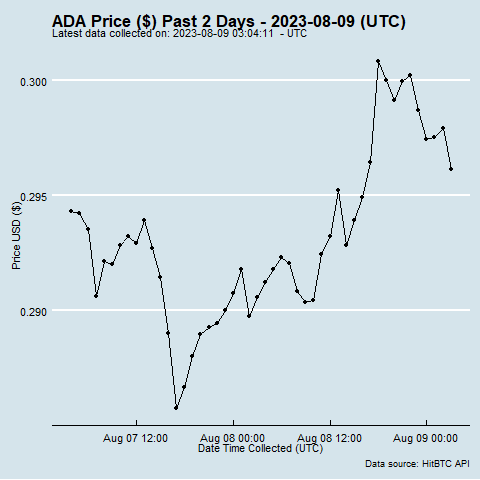 ADA Price ($) Past 2 Days - 2023-08-09 (UTC)
Latest data collected on: 2023-08-09 03:04:11  - UTC
0.300
0.295
0.290
Price USD ($)
Aug 07 12:00
Aug 08 00:00
Aug 08 12:00
Aug 09 00:00
Date Time Collected (UTC)
Data source: HitBTC API